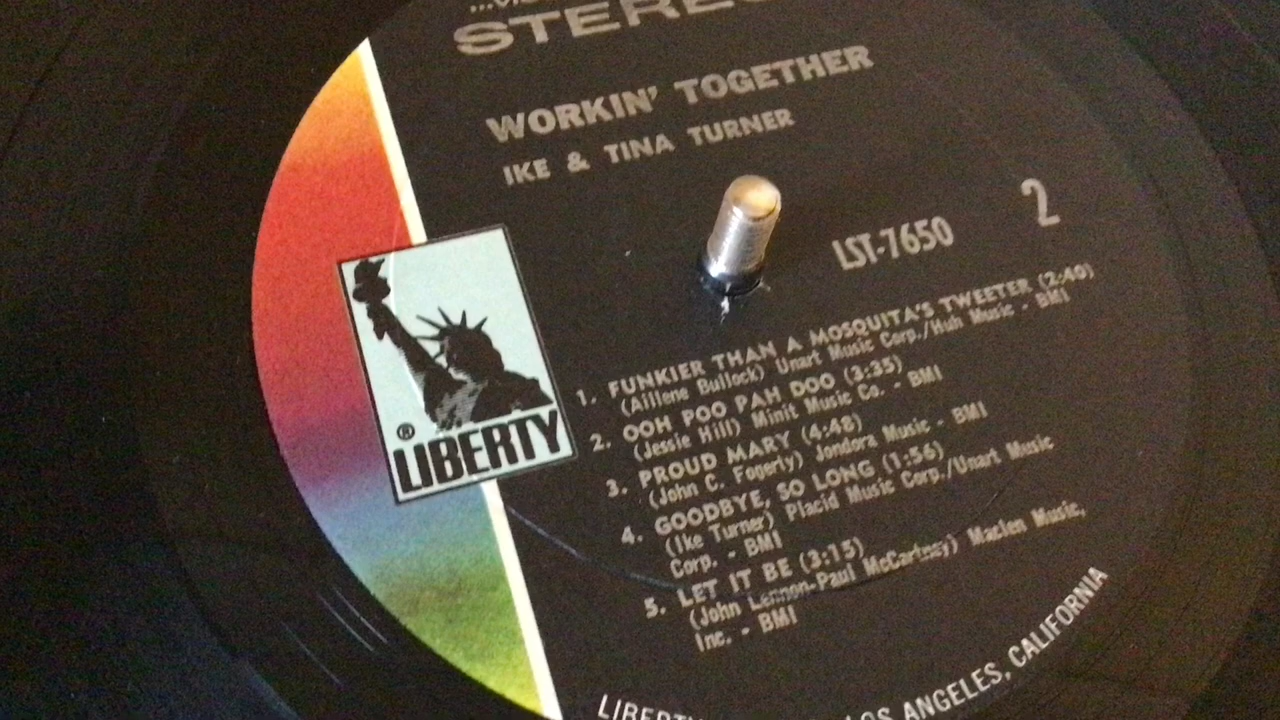 STEREO
WORKIN' TOGETHER
IKE & TINA TURNER
LST-7650
2
® LIBERTY
1. FUNKIER THAN A MOSQUITA'S TWEETER (2:40)
(Aillene Bullock) Unart Music Corp./Huh Music - BMI
2. OOH POO PAH DOO (3:35)
(Jessie Hill) Minit Music Co. - BMI
3. PROUD MARY (4:48)
(John C. Fogerly) Jondora Music - BMI
4. GOODBYE, SO LONG (1:56)
(Ike Turner) Placid Music Corp./Unart Music
Corp. - BMI
5. LET IT BE (3:15)
(John Lennon-Paul McCartney) Maclen Music,
Inc. - BMI
LIBERTY LOS ANGELES, CALIFORNIA